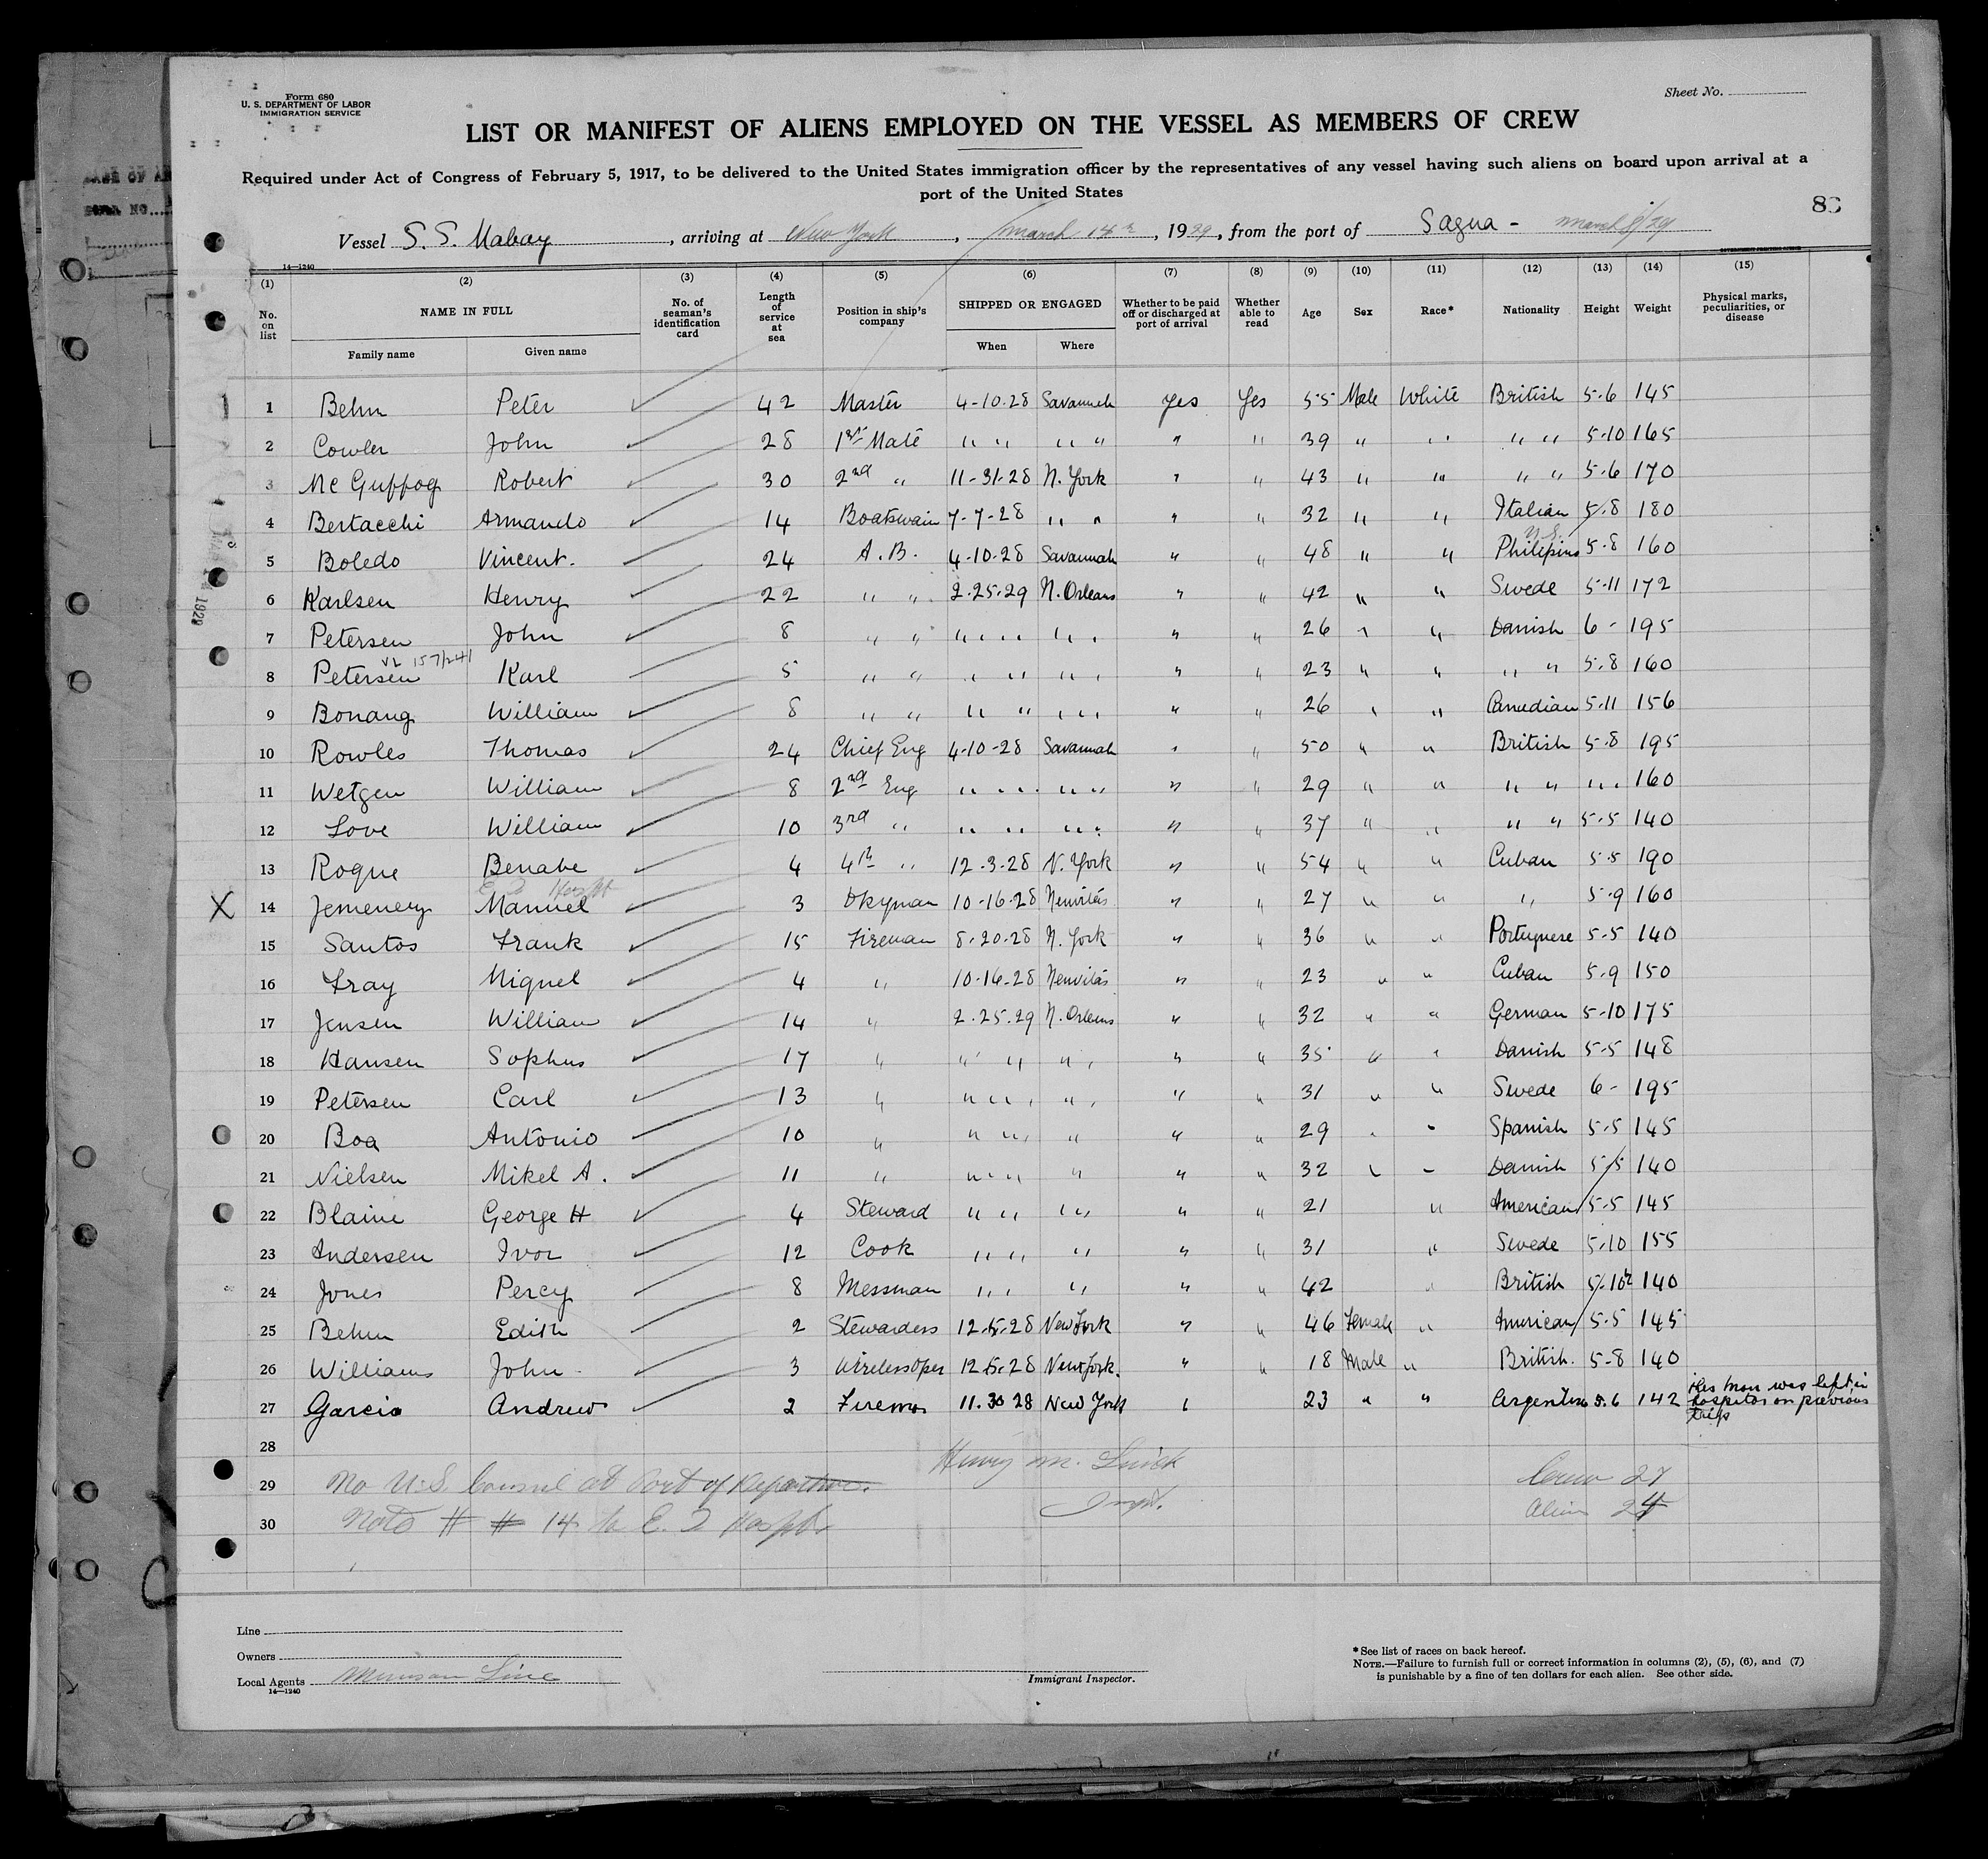 Form 680
U. S. DEPARTMENT OF LABOR
IMMIGRATION SERVICE
Sheet No.
LIST OR MANIFEST OF ALIENS EMPLOYED ON THE VESSEL AS MEMBERS OF CREW
Required under Act of Congress of February 5, 1917, to be delivered to the United States immigration officer by the representatives of any vessel having such aliens on board upon arrival at a
port of the United States
Vessel S.S. Mabay, arriving at New York, March 14th, 1929, from the port of Sagua - March 8/29
14—1240
(1) (2) (3) (4) (5) (6) (7) (8) (9) (10) (11) (12) (13) (14) (15)
No. on list NAME IN FULL Family name Given name No. of seaman's identification card Length of service at sea Position in ship's company SHIPPED OR ENGAGED When Where Whether to be paid off or discharged at port of arrival Whether able to read Age Sex Race* Nationality Height Weight Physical marks, peculiarities, or disease
1 Behn Peter 42 Master 4-10-28 Savannah Yes Yes 55 Male White British 5-6 145
2 Cowler John 28 1st Mate " " " " " " 39 " " " " 5-10 165
3 Mc Guffog Robert 30 2nd " 11-31-28 N. York " " 43 " " " " 5-6 170
4 Bertacchi Armando 14 Boatswain 7-7-28 " " " " 32 " " Italian 5-8 180
5 Boledo Vincent. 24 A.B. 4-10-28 Savannah " " 48 " " U.S. Philipino 5-8 160
6 Karlsen Henry 22 " " 2-25-29 N. Orleans " " 42 " " Swede 5-11 172
7 Petersen John 8 " " " " " " " " 26 " " Danish 6- 195
8 Petersen Karl 5 " " " " " " " " 23 " " " " 5-8 160
9 Bonang William 8 " " " " " " " " 26 " " Canadian 5-11 156
10 Rowles Thomas 24 Chief Eng 4-10-28 Savannah " " 50 " " British 5-8 195
11 Wetgen William 8 2nd Eng " " " " " " 29 " " " " " " 160
12 Love William 10 3rd " " " " " " " 37 " " " " 5-5 140
13 Roque Benabe 4 4th " 12-3-28 N. York " " 54 " " Cuban 5-5 190
X 14 Jemenery Manuel 3 Dkyman 10-16-28 Neuvitás " " 27 " " " 5-9 160
15 Santos Frank 15 Fireman 8-20-28 N. York " " 36 " " Portuguese 5-5 140
16 Fray Miguel 4 " 10-16-28 Neuvitás " " 23 " " Cuban 5-9 150
17 Jensen William 14 " 2-25-29 N. Orleans " " 32 " " German 5-10 175
18 Hansen Sophus 17 " " " " " " " 35 " " Danish 5-5 148
19 Petersen Carl 13 " " " " " " " 31 " " Swede 6- 195
20 Boa Antonio 10 " " " " " " 29 " " Spanish 5-5 145
21 Nielsen Mikel A. 11 " " " " " " 32 " " Danish 5-5 140
22 Blaine George H 4 Steward " " " " " " 21 " American 5-5 145
23 Andersen Ivor 12 Cook " " " " " 31 " Swede 5-10 155
24 Jones Percy 8 Messman " " " " " 42 " British 5-10½ 140
25 Behn Edith 2 Stewardess 12-5-28 New York " " 46 Female " American 5-5 145
26 Williams John 3 Wireless Oper 12-5-28 New York. " " 18 Male " British. 5-8 140
27 Garcia Andrew 2 Fireman 11.30 28 New York " 23 " " Argentine 5.6 142 this man was left in hospital on previous trip
28
29 No U.S. Consul at Port of Departure. Henry M. Crew 27
30 Note # # 14 to E. I Hospt. Inspt. Alien 24
Line
Owners
Local Agents Munson Line
14—1240
Immigrant Inspector.
* See list of races on back hereof.
NOTE.—Failure to furnish full or correct information in columns (2), (5), (6), and (7)
is punishable by a fine of ten dollars for each alien. See other side.